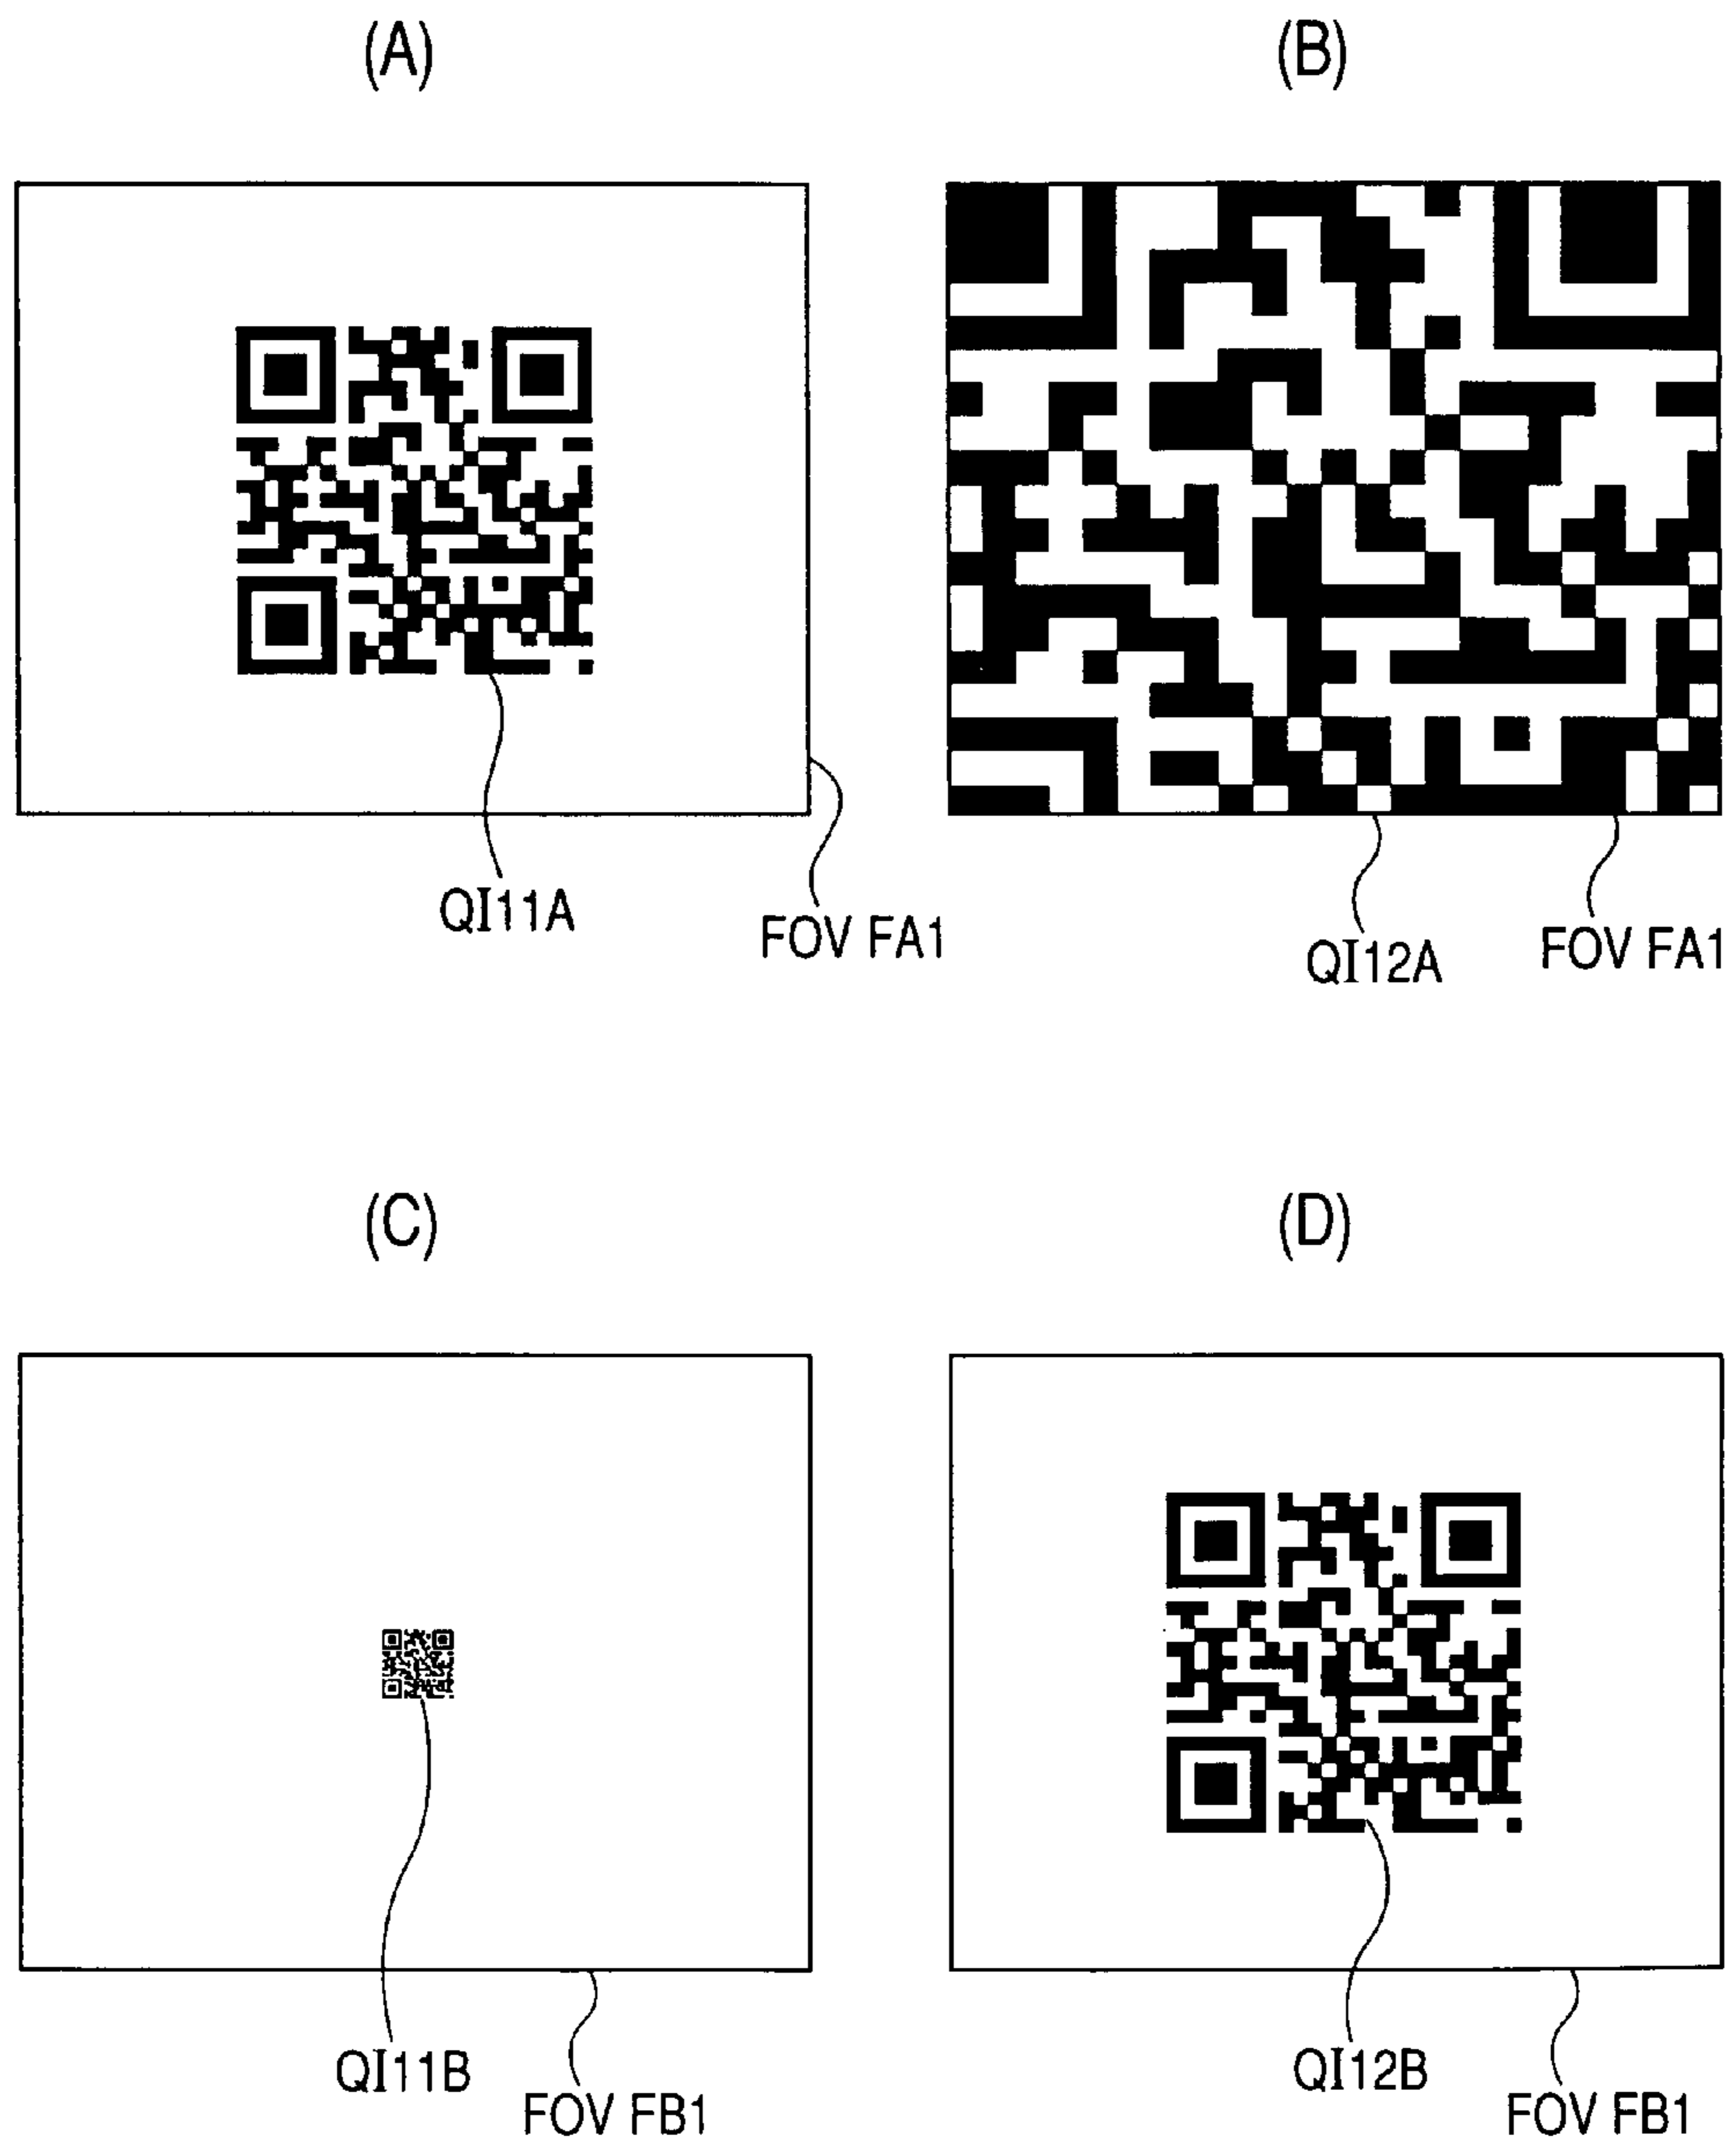 (A)
(B)
QI11A
FOV FA1
QI12A
FOV FA1
(C)
(D)
QI11B
FOV FB1
QI12B
FOV FB1